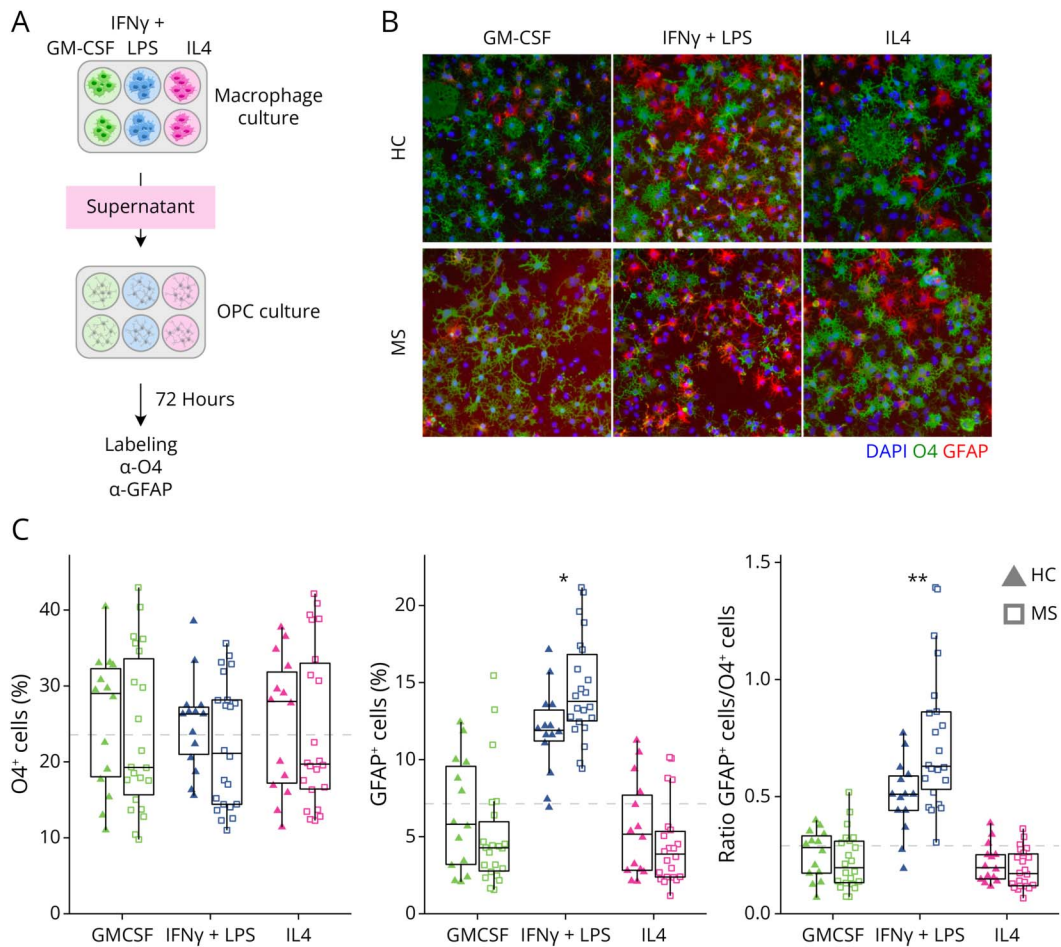 A
IFNγ +
GM-CSF LPS IL4
Macrophage
culture
Supernatant
OPC culture
72 Hours
Labeling
α-O4
α-GFAP
B
GM-CSF IFNγ + LPS IL4
HC
MS
DAPI O4 GFAP
C
O4⁺ cells (%)
40
30
20
10
0
GMCSF IFNγ + LPS IL4
GFAP⁺ cells (%)
20
15
10
5
0
*
GMCSF IFNγ + LPS IL4
Ratio GFAP⁺ cells/O4⁺ cells
1.5
1.0
0.5
0.0
**
GMCSF IFNγ + LPS IL4
HC
MS